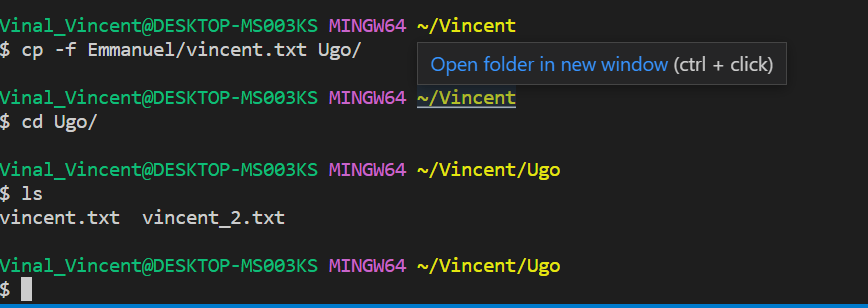 Vinal_Vincent@DESKTOP-MS003KS MINGW64 ~/Vincent
$ cp -f Emmanuel/vincent.txt Ugo/
Open folder in new window (ctrl + click)
Vinal_Vincent@DESKTOP-MS003KS MINGW64 ~/Vincent
$ cd Ugo/
Vinal_Vincent@DESKTOP-MS003KS MINGW64 ~/Vincent/Ugo
$ ls
vincent.txt  vincent_2.txt
Vinal_Vincent@DESKTOP-MS003KS MINGW64 ~/Vincent/Ugo
$